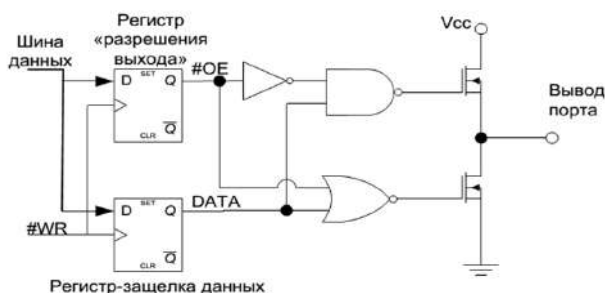 Регистр
«разрешения
выхода»
Шина
данных
#OE
Vcc
D
SET
Q
Q
CLR
Вывод
порта
#WR
D
SET
Q
DATA
Q
CLR
Регистр-защелка данных